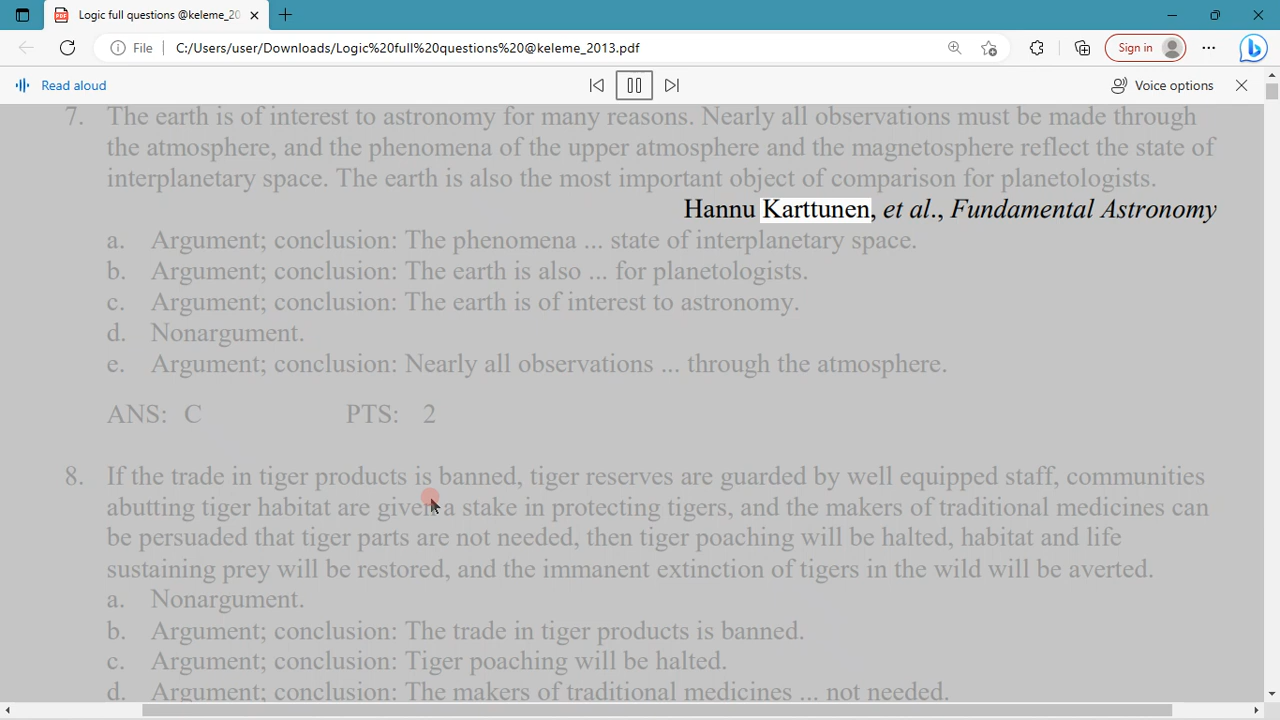 Logic full questions @keleme_20
File
C:/Users/user/Downloads/Logic%20full%20questions%20@keleme_2013.pdf
Sign in
Read aloud
Voice options
7. The earth is of interest to astronomy for many reasons. Nearly all observations must be made through
the atmosphere, and the phenomena of the upper atmosphere and the magnetosphere reflect the state of
interplanetary space. The earth is also the most important object of comparison for planetologists.
Hannu Karttunen, et al., Fundamental Astronomy
a. Argument; conclusion: The phenomena ... state of interplanetary space.
b. Argument; conclusion: The earth is also ... for planetologists.
c. Argument; conclusion: The earth is of interest to astronomy.
d. Nonargument.
e. Argument; conclusion: Nearly all observations ... through the atmosphere.
ANS: C PTS: 2
8. If the trade in tiger products is banned, tiger reserves are guarded by well equipped staff, communities
abutting tiger habitat are given a stake in protecting tigers, and the makers of traditional medicines can
be persuaded that tiger parts are not needed, then tiger poaching will be halted, habitat and life
sustaining prey will be restored, and the immanent extinction of tigers in the wild will be averted.
a. Nonargument.
b. Argument; conclusion: The trade in tiger products is banned.
c. Argument; conclusion: Tiger poaching will be halted.
d. Argument; conclusion: The makers of traditional medicines ... not needed.